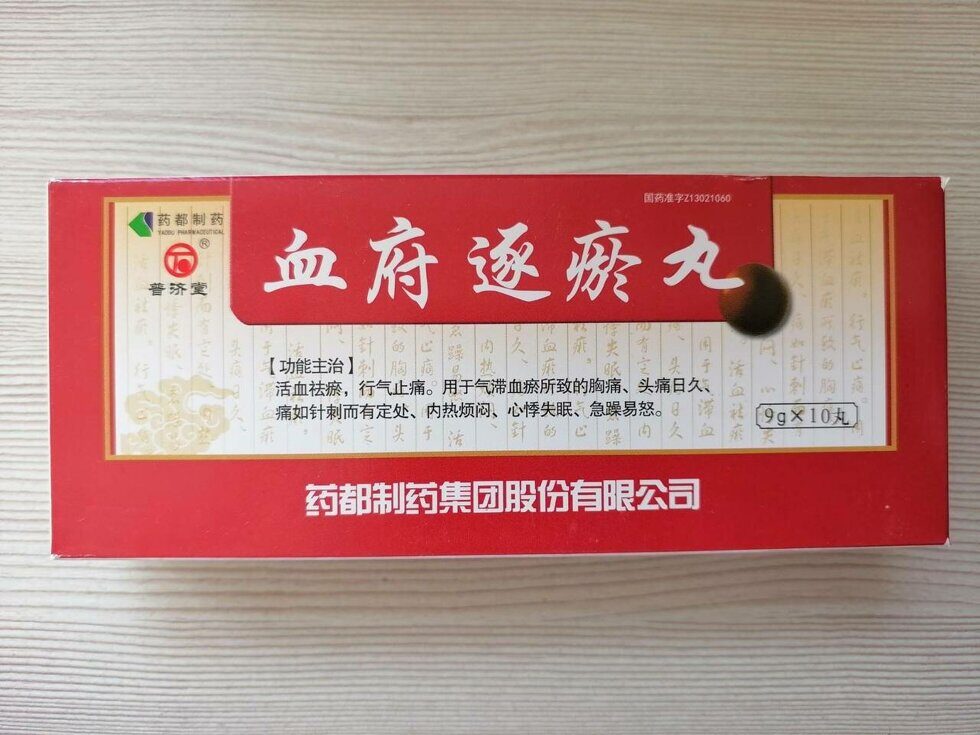 国药准字Z13021060
药都制药
YAODU PHARMACEUTICAL
®
普济堂
血府逐瘀丸
【功能主治】
活血祛瘀，行气止痛。用于气滞血瘀所致的胸痛、头痛日久、
痛如针刺而有定处、内热烦闷、心悸失眠、急躁易怒。
9g×10丸
药都制药集团股份有限公司